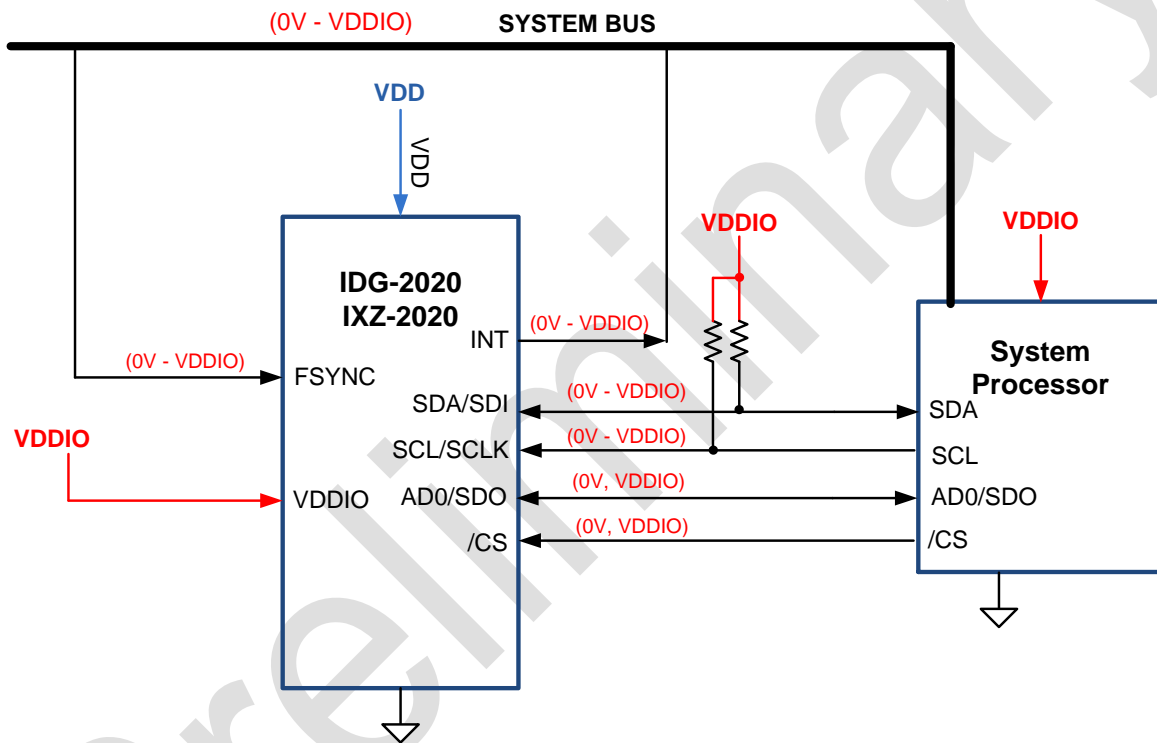 (0V - VDDIO) SYSTEM BUS
VDD
VDD
VDDIO
VDDIO
IDG-2020
IXZ-2020
INT
(0V - VDDIO)
System
Processor
(0V - VDDIO)
FSYNC
SDA/SDI
(0V - VDDIO)
SDA
VDDIO
SCL/SCLK
(0V - VDDIO)
SCL
VDDIO
AD0/SDO
(0V, VDDIO)
AD0/SDO
/CS
(0V, VDDIO)
/CS
reliminary